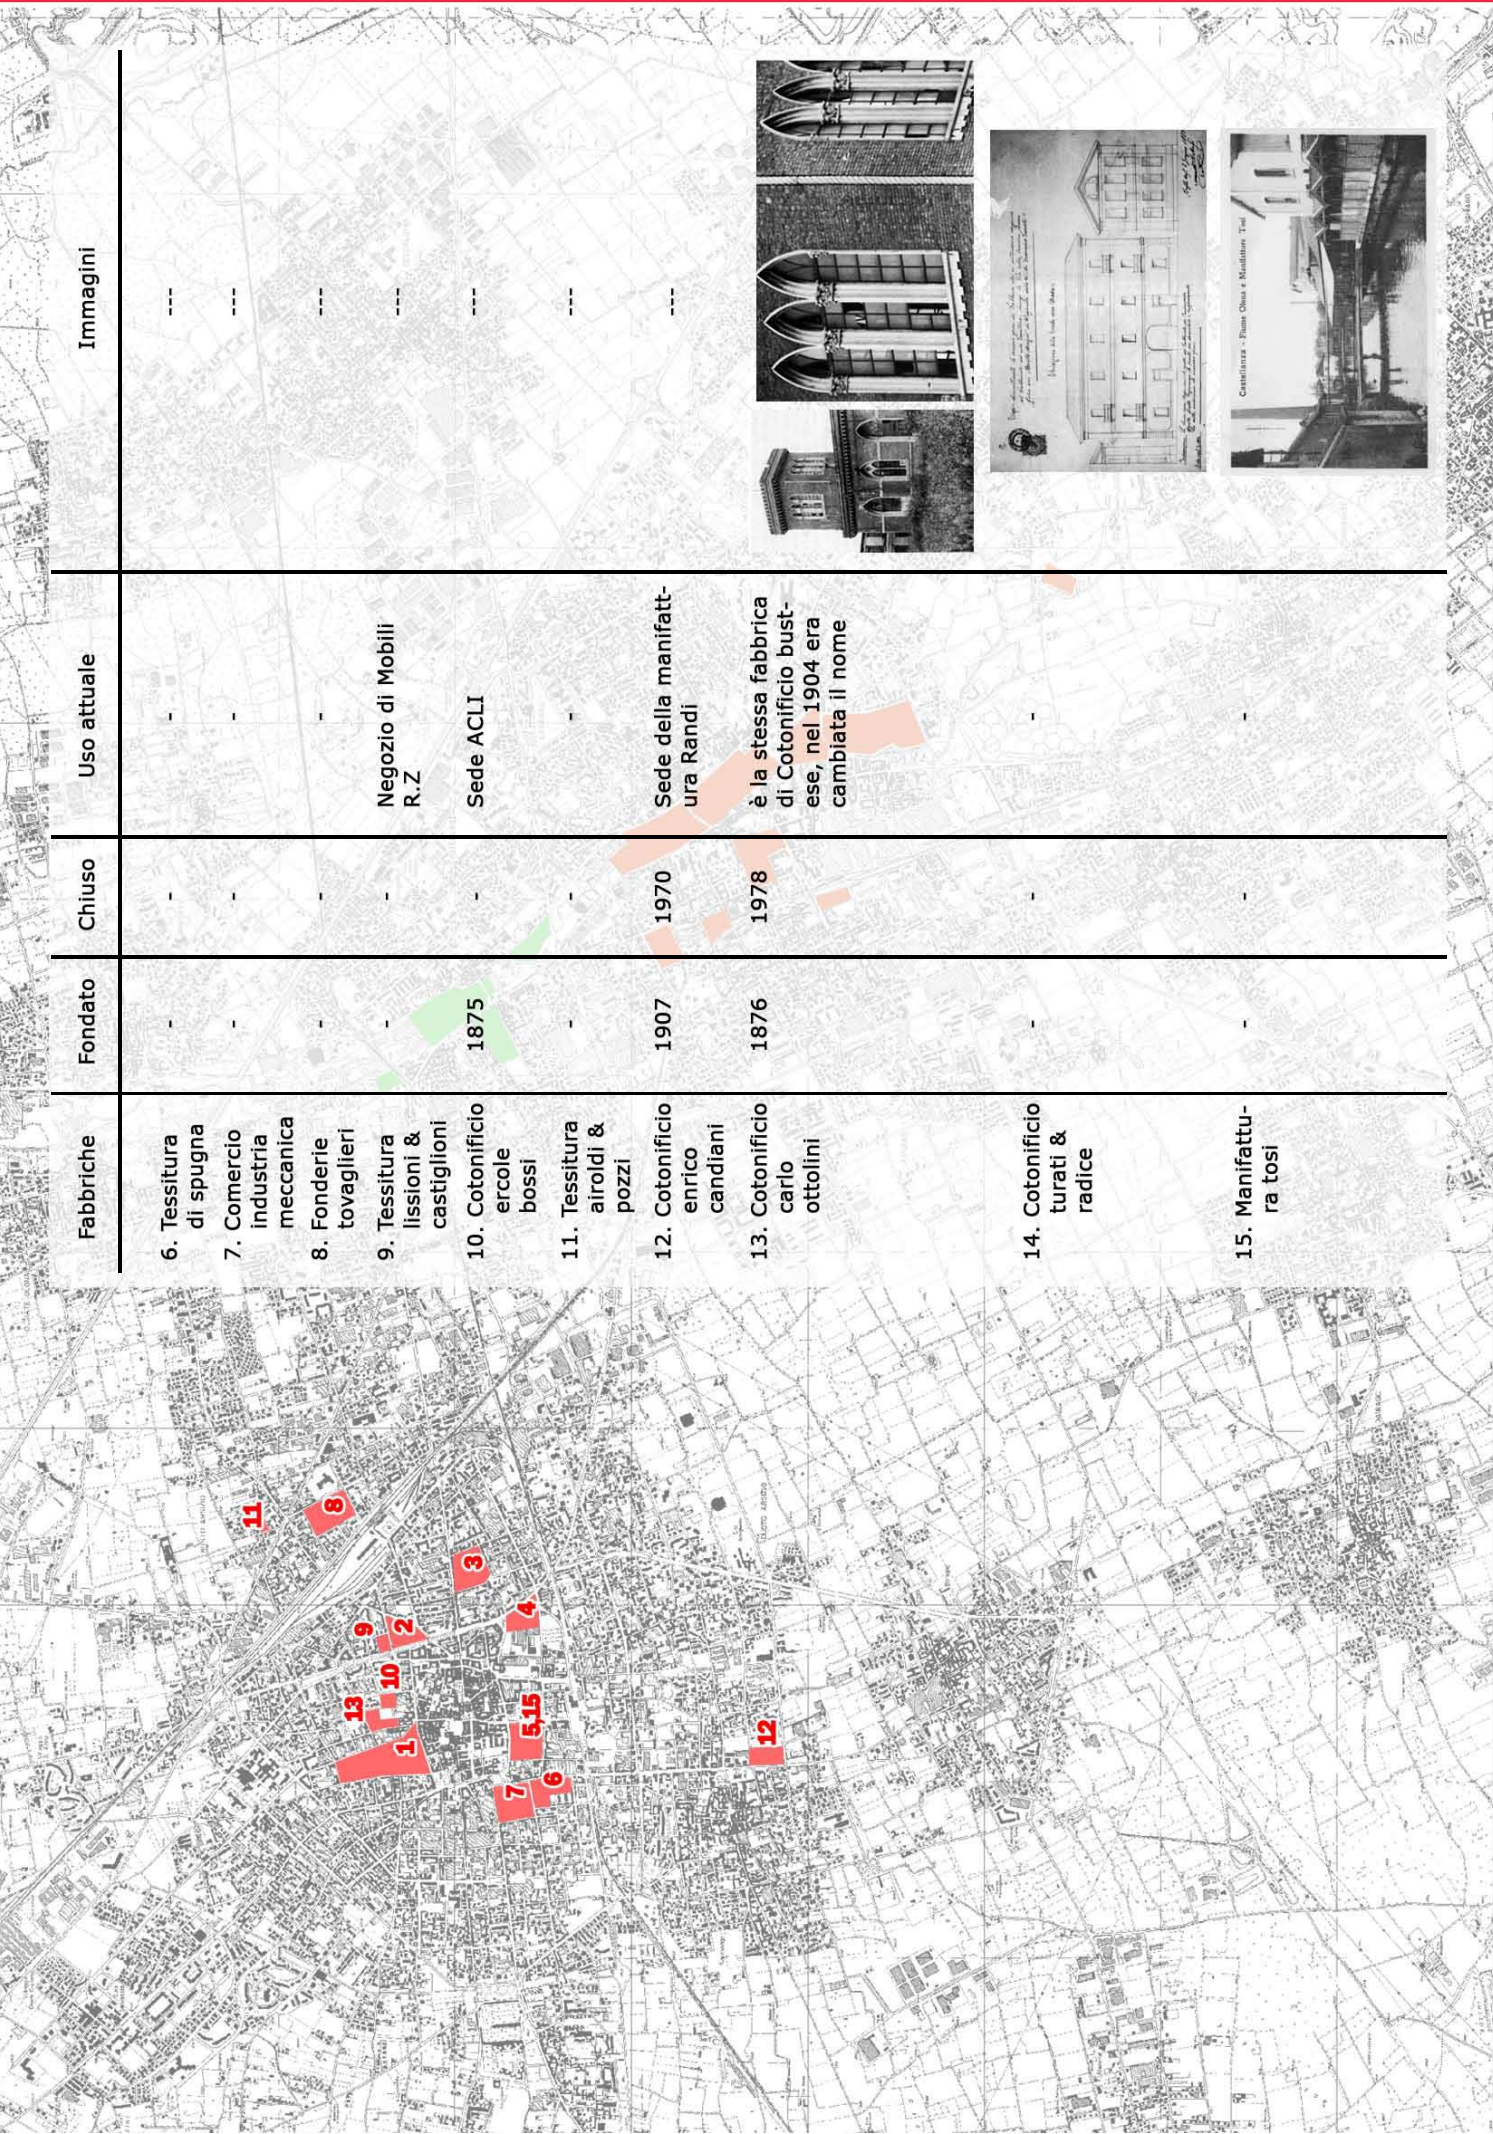 Fabbriche
Fondato
Chiuso
Uso attuale
Immagini
6. Tessitura
di spugna
-
-
-
---
7. Comercio
industria
meccanica
-
-
-
---
8. Fonderie
tovaglieri
-
-
-
---
9. Tessitura
lissioni &
castiglioni
-
-
Negozio di Mobili
R.Z
---
10. Cotonificio
ercole
bossi
1875
-
Sede ACLI
---
11. Tessitura
airoldi &
pozzi
-
-
-
---
12. Cotonificio
enrico
candiani
1907
1970
Sede della manifatt-
ura Randi
---
13. Cotonificio
carlo
ottolini
1876
1978
è la stessa fabbrica
di Cotonificio bust-
ese, nel 1904 era
cambiata il nome
14. Cotonificio
turati &
radice
-
-
-
15. Manifattu-
ra tosi
-
-
-
Castellanza - Fiume Olona e Manifatture Tosi
11
8
3
9
2
4
10
13
5,15
1
12
7
6